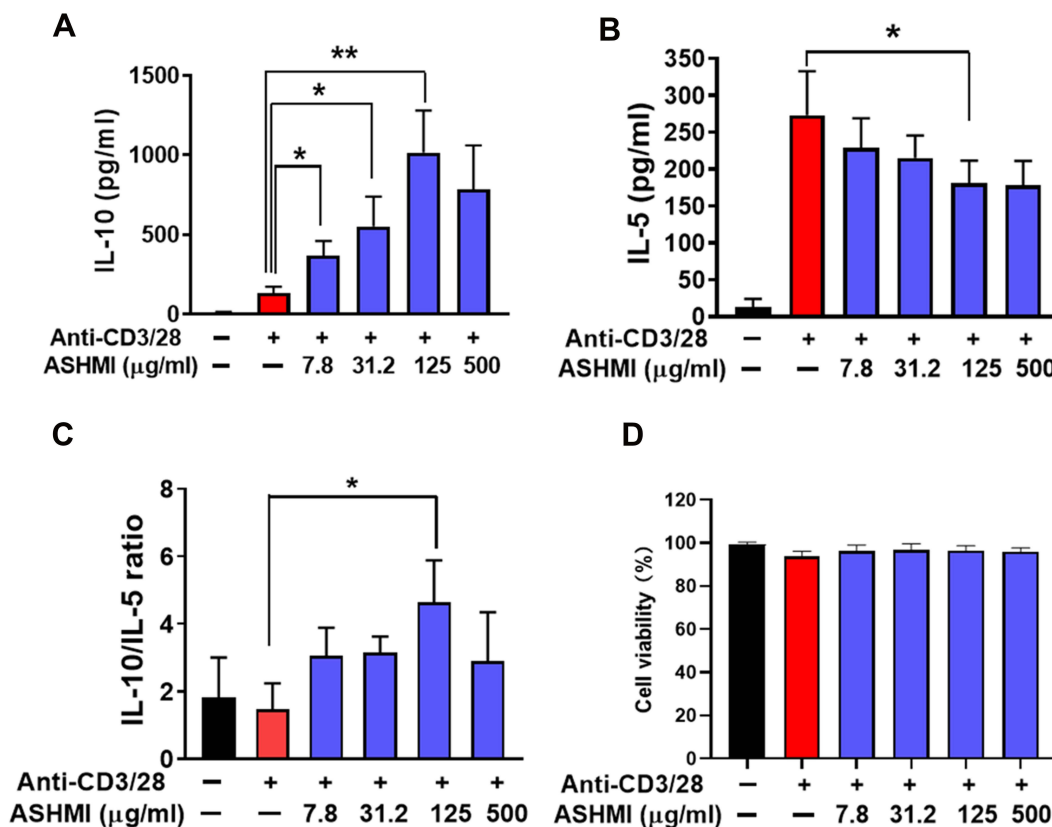 A
**
*
*
IL-10 (pg/ml)
1500
1000
500
0
Anti-CD3/28 – + + + + +
ASHMI (μg/ml) – – 7.8 31.2 125 500
B
*
IL-5 (pg/ml)
350
300
250
200
150
100
50
0
Anti-CD3/28 – + + + + +
ASHMI (μg/ml) – – 7.8 31.2 125 500
C
*
IL-10/IL-5 ratio
8
6
4
2
0
Anti-CD3/28 – + + + + +
ASHMI (μg/ml) – – 7.8 31.2 125 500
D
Cell viability (%)
120
100
80
60
40
20
0
Anti-CD3/28 – + + + + +
ASHMI (μg/ml) – – 7.8 31.2 125 500